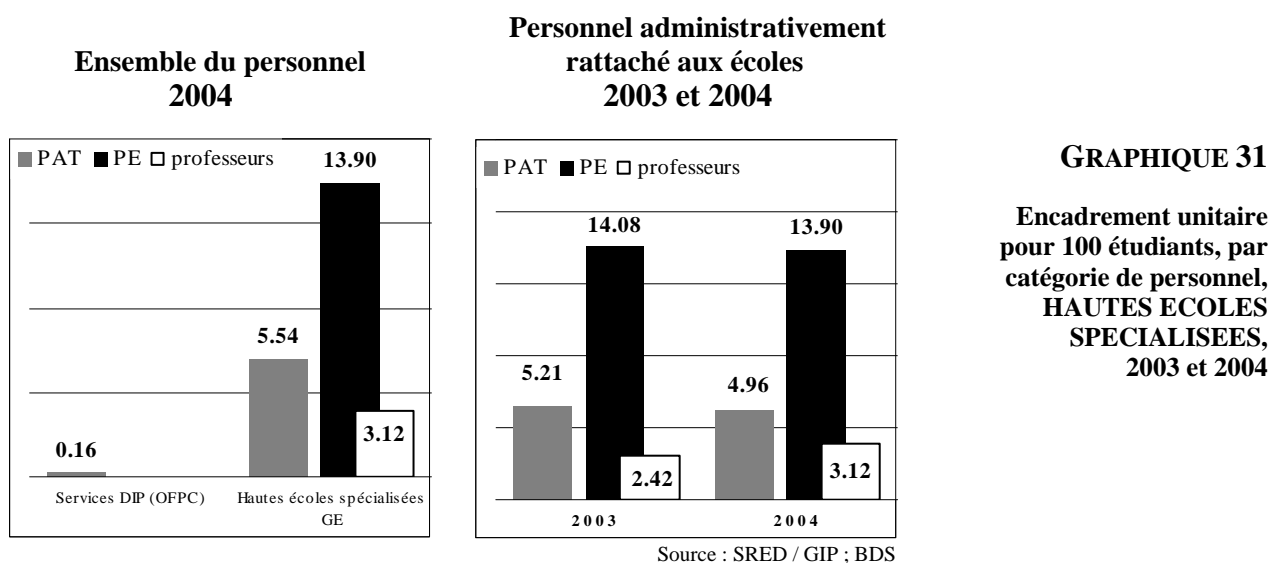 Ensemble du personnel
2004
PAT PE professeurs
13.90
5.54
3.12
0.16
Services DIP (OFPC)
Hautes écoles spécialisées
GE
Personnel administrativement
rattaché aux écoles
2003 et 2004
PAT PE professeurs
14.08
13.90
5.21
4.96
2.42
3.12
2003
2004
Source : SRED / GIP ; BDS
GRAPHIQUE 31
Encadrement unitaire
pour 100 étudiants, par
catégorie de personnel,
HAUTES ECOLES
SPECIALISEES,
2003 et 2004